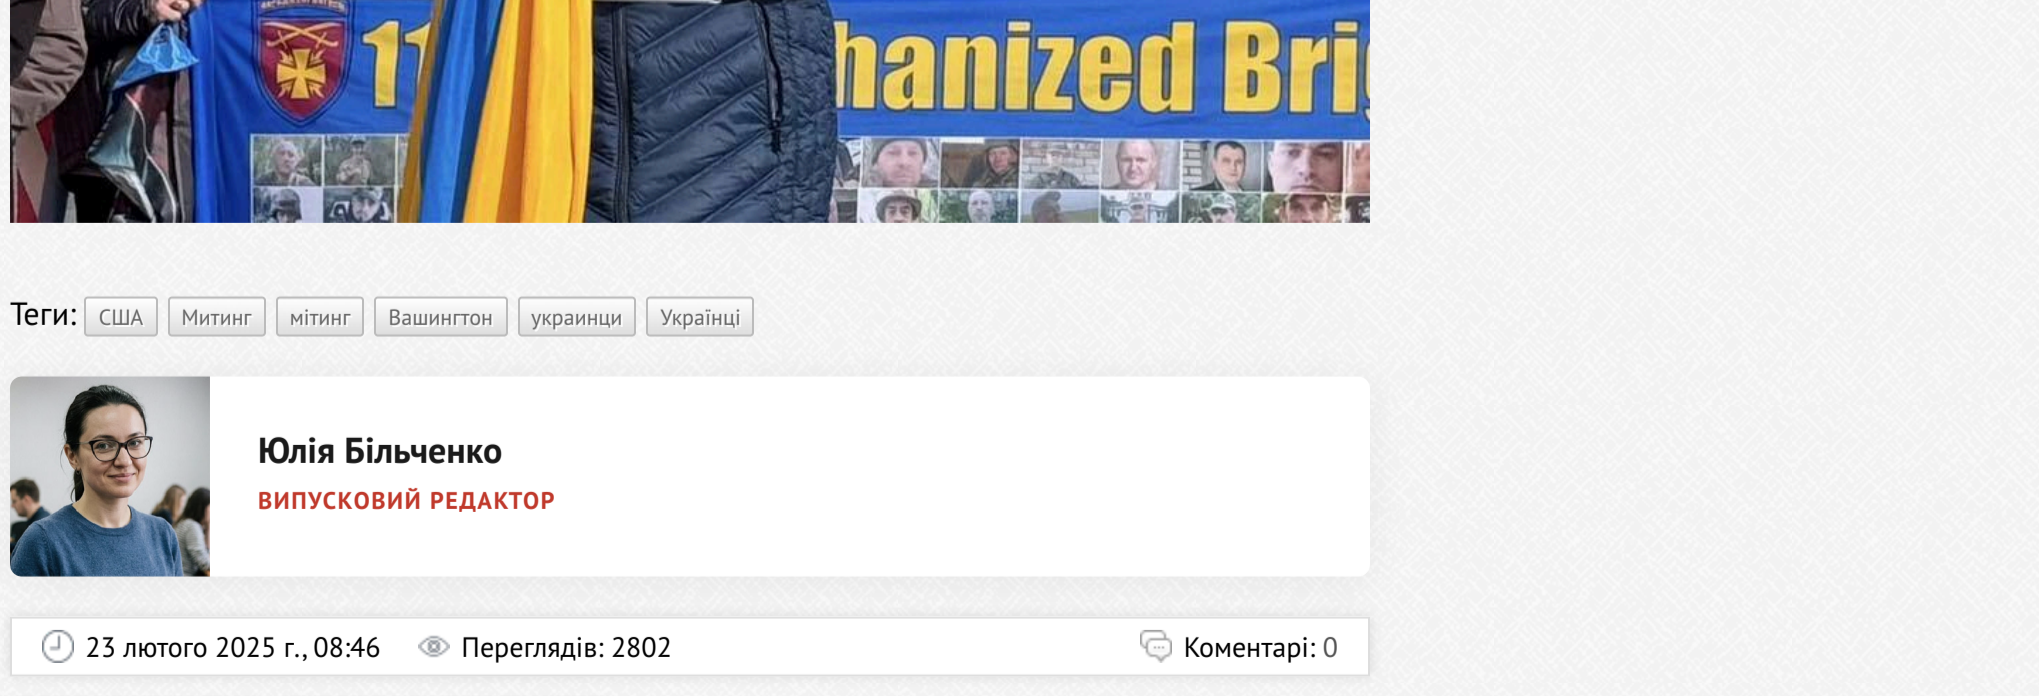 11
hanized Bri
Теги: США Митинг мітинг Вашингтон украинци Українці
Юлія Більченко
ВИПУСКОВИЙ РЕДАКТОР
23 лютого 2025 г., 08:46 Переглядів: 2802 Коментарі: 0